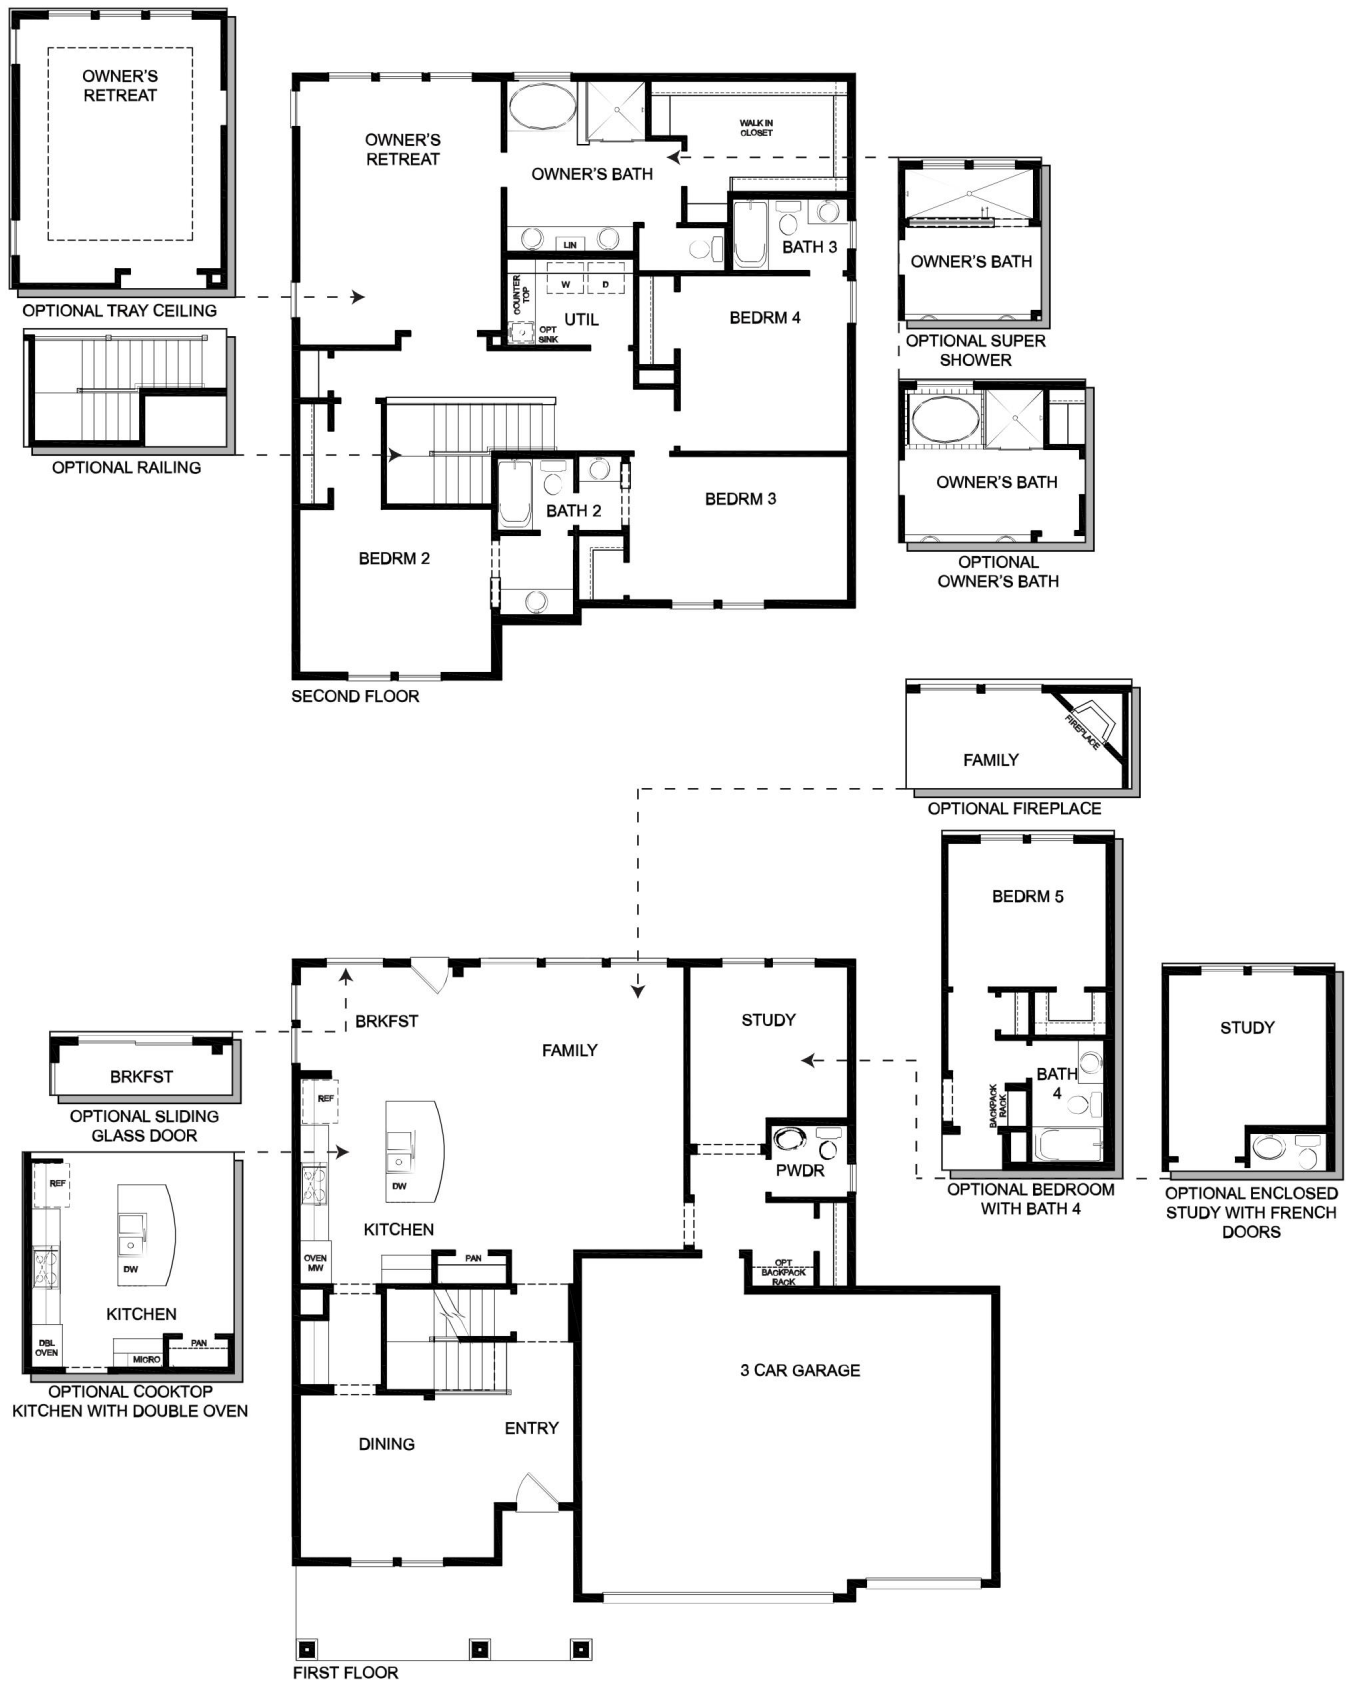 OWNER'S
RETREAT
OPTIONAL TRAY CEILING
OPTIONAL RAILING
OWNER'S
RETREAT
OWNER'S BATH
WALK IN
CLOSET
LIN
BATH 3
COUNTER
TOP
W
D
UTIL
OPT
SINK
BEDRM 4
BEDRM 3
BATH 2
BEDRM 2
SECOND FLOOR
OWNER'S BATH
OPTIONAL SUPER
SHOWER
OWNER'S BATH
OPTIONAL
OWNER'S BATH
FIREPLACE
FAMILY
OPTIONAL FIREPLACE
BEDRM 5
BATH
4
BACKPACK
RACK
OPTIONAL BEDROOM
WITH BATH 4
STUDY
OPTIONAL ENCLOSED
STUDY WITH FRENCH
DOORS
BRKFST
OPTIONAL SLIDING
GLASS DOOR
REF
DW
KITCHEN
DBL
OVEN
MICRO
PAN
OPTIONAL COOKTOP
KITCHEN WITH DOUBLE OVEN
BRKFST
FAMILY
STUDY
REF
DW
PWDR
KITCHEN
OVEN
MW
PAN
OPT
BACKPACK
RACK
3 CAR GARAGE
ENTRY
DINING
FIRST FLOOR